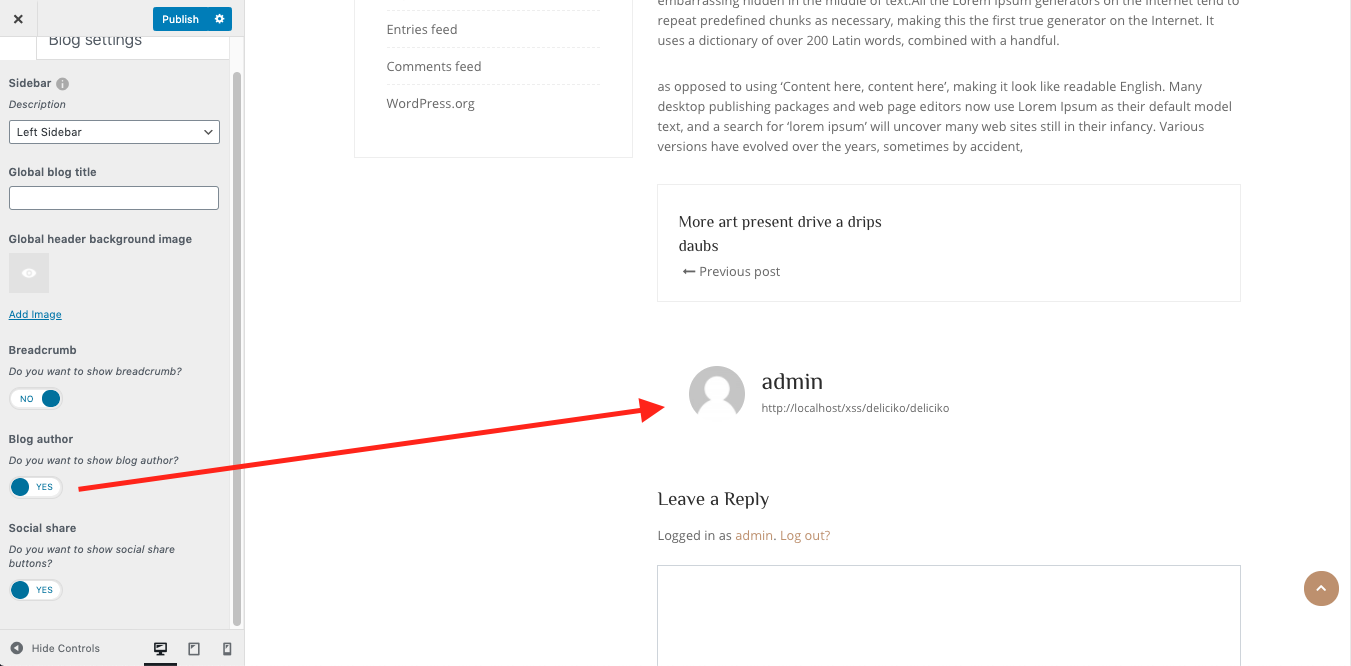 Publish
Blog settings
Sidebar
Description
Left Sidebar
Global blog title
Global header background image
Add Image
Breadcrumb
Do you want to show breadcrumb?
NO
Blog author
Do you want to show blog author?
YES
Social share
Do you want to show social share
buttons?
YES
Hide Controls
Entries feed
Comments feed
WordPress.org
embarrassing hidden in the middle of text.All the Lorem Ipsum generators on the Internet tend to
repeat predefined chunks as necessary, making this the first true generator on the Internet. It
uses a dictionary of over 200 Latin words, combined with a handful.
as opposed to using ‘Content here, content here’, making it look like readable English. Many
desktop publishing packages and web page editors now use Lorem Ipsum as their default model
text, and a search for ‘lorem ipsum’ will uncover many web sites still in their infancy. Various
versions have evolved over the years, sometimes by accident,
More art present drive a drips
daubs
Previous post
admin
http://localhost/xss/deliciko/deliciko
Leave a Reply
Logged in as admin. Log out?